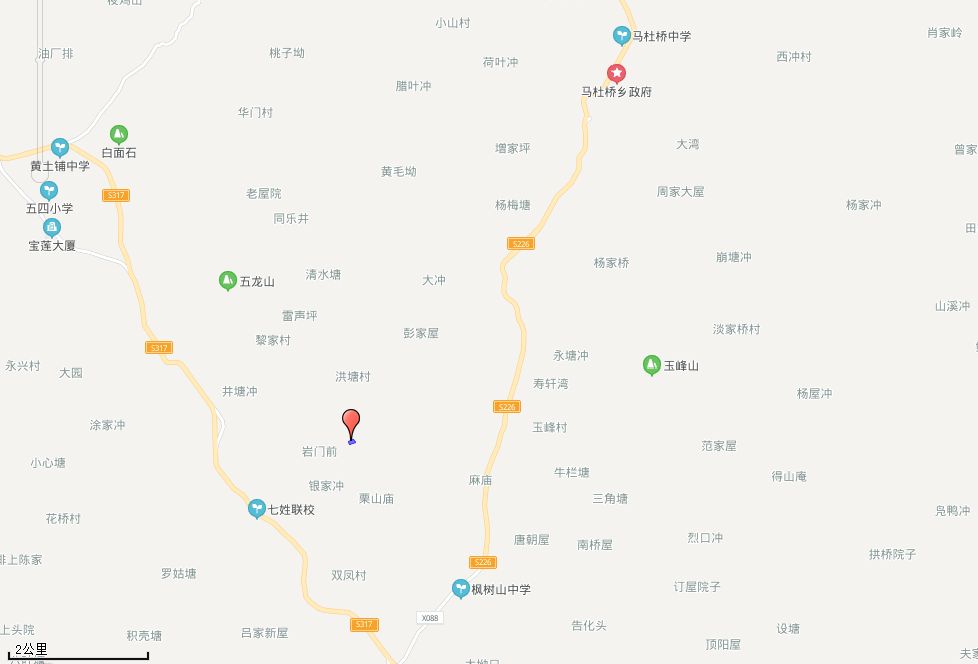 小山村
肖家岭
马杜桥中学
油厂排
桃子坳
西冲村
荷叶冲
腊叶冲
马杜桥乡政府
华门村
大湾
增家坪
曾家
白面石
黄土铺中学
黄毛坳
S317
老屋院
周家大屋
五四小学
杨梅塘
杨家冲
同乐井
田
宝莲大厦
S226
崩塘冲
杨家桥
清水塘
五龙山
大冲
山溪冲
雷声坪
淡家桥村
彭家屋
黎家村
S317
永塘冲
永兴村
玉峰山
大园
洪塘村
寿轩湾
井塘冲
杨屋冲
S226
涂家冲
玉峰村
范家屋
岩门前
小心塘
牛栏塘
得山庵
麻庙
银家冲
栗山庙
三角塘
七姓联校
凫鸭冲
花桥村
唐朝屋
烈口冲
南桥屋
拱桥院子
上陈家
S226
罗姑塘
双凤村
枫树山中学
订屋院子
X088
S317
告化头
设塘
上头院
吕家新屋
积壳塘
顶阳屋
2公里